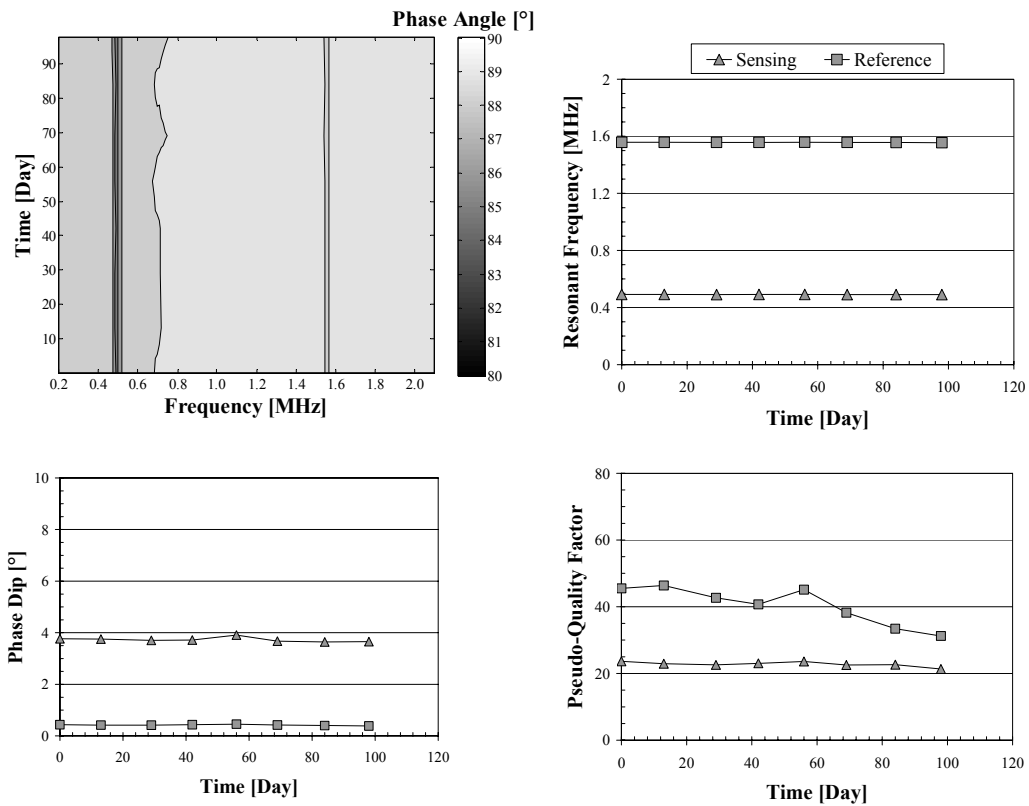 Phase Angle [°]
90
89
88
87
86
85
84
83
82
81
80
90
80
70
60
50
40
30
20
10
Time [Day]
0.2 0.4 0.6 0.8 1.0 1.2 1.4 1.6 1.8 2.0
Frequency [MHz]
Sensing Reference
2
1.6
1.2
0.8
0.4
0
Resonant Frequency [MHz]
0 20 40 60 80 100 120
Time [Day]
10
8
6
4
2
0
Phase Dip [°]
0 20 40 60 80 100 120
Time [Day]
80
60
40
20
0
Pseudo-Quality Factor
0 20 40 60 80 100 120
Time [Day]